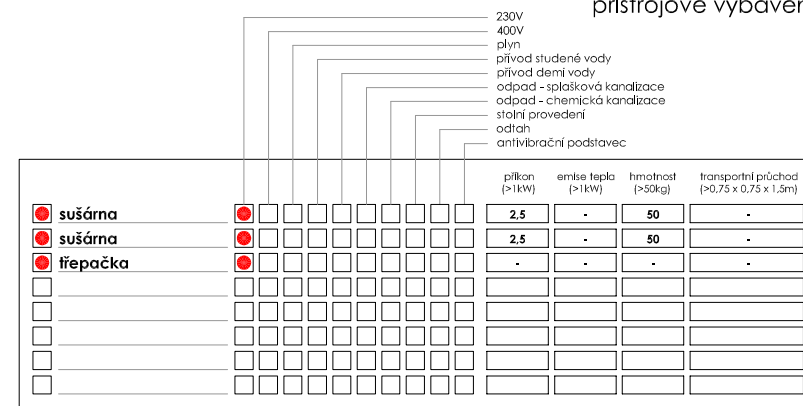 přístrojové vybaven
230V
400V
plyn
přívod studené vody
přívod demi vody
odpad - splašková kanalizace
odpad - chemická kanalizace
stolní provedení
odtah
antivibrační podstavec
příkon emise tepla hmotnost transportní průchod
(>1kW) (>1kW) (>50kg) (>0,75 x 0,75 x 1,5m)
sušárna 2,5 - 50 -
sušárna 2,5 - 50 -
třepačka - - - -